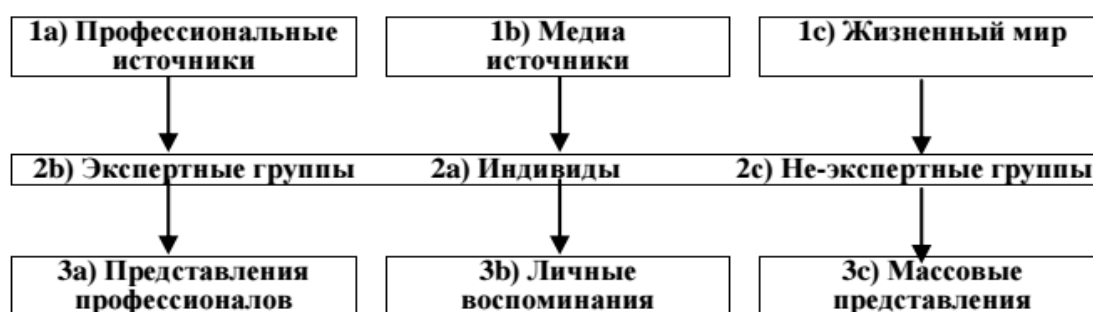 1a) Профессиональные
источники
1b) Медиа
источники
1c) Жизненный мир
2b) Экспертные группы
2a) Индивиды
2c) Не-экспертные группы
3a) Представления
профессионалов
3b) Личные
воспоминания
3c) Массовые
представления